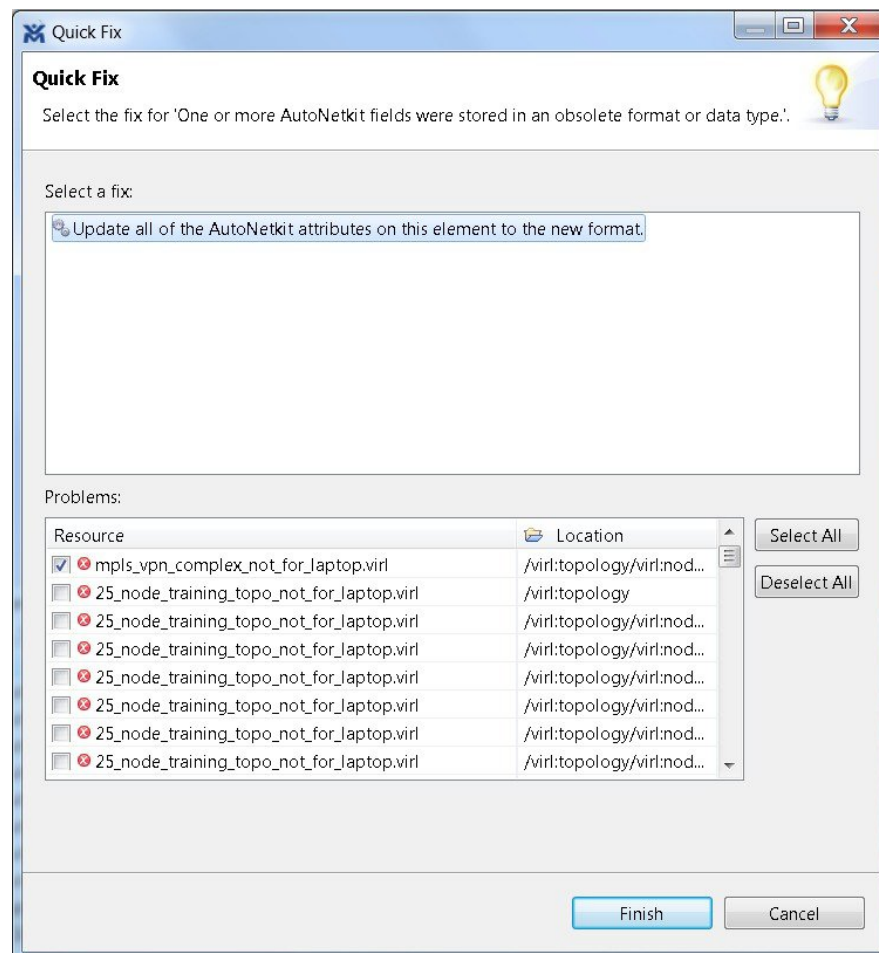 Quick Fix
Quick Fix
Select the fix for 'One or more AutoNetkit fields were stored in an obsolete format or data type.'.
Select a fix:
Update all of the AutoNetkit attributes on this element to the new format.
Problems:
Resource Location
mpls_vpn_complex_not_for_laptop.virl /virl:topology/virl:nod...
25_node_training_topo_not_for_laptop.virl /virl:topology
25_node_training_topo_not_for_laptop.virl /virl:topology/virl:nod...
25_node_training_topo_not_for_laptop.virl /virl:topology/virl:nod...
25_node_training_topo_not_for_laptop.virl /virl:topology/virl:nod...
25_node_training_topo_not_for_laptop.virl /virl:topology/virl:nod...
25_node_training_topo_not_for_laptop.virl /virl:topology/virl:nod...
25_node_training_topo_not_for_laptop.virl /virl:topology/virl:nod...
Select All
Deselect All
Finish Cancel